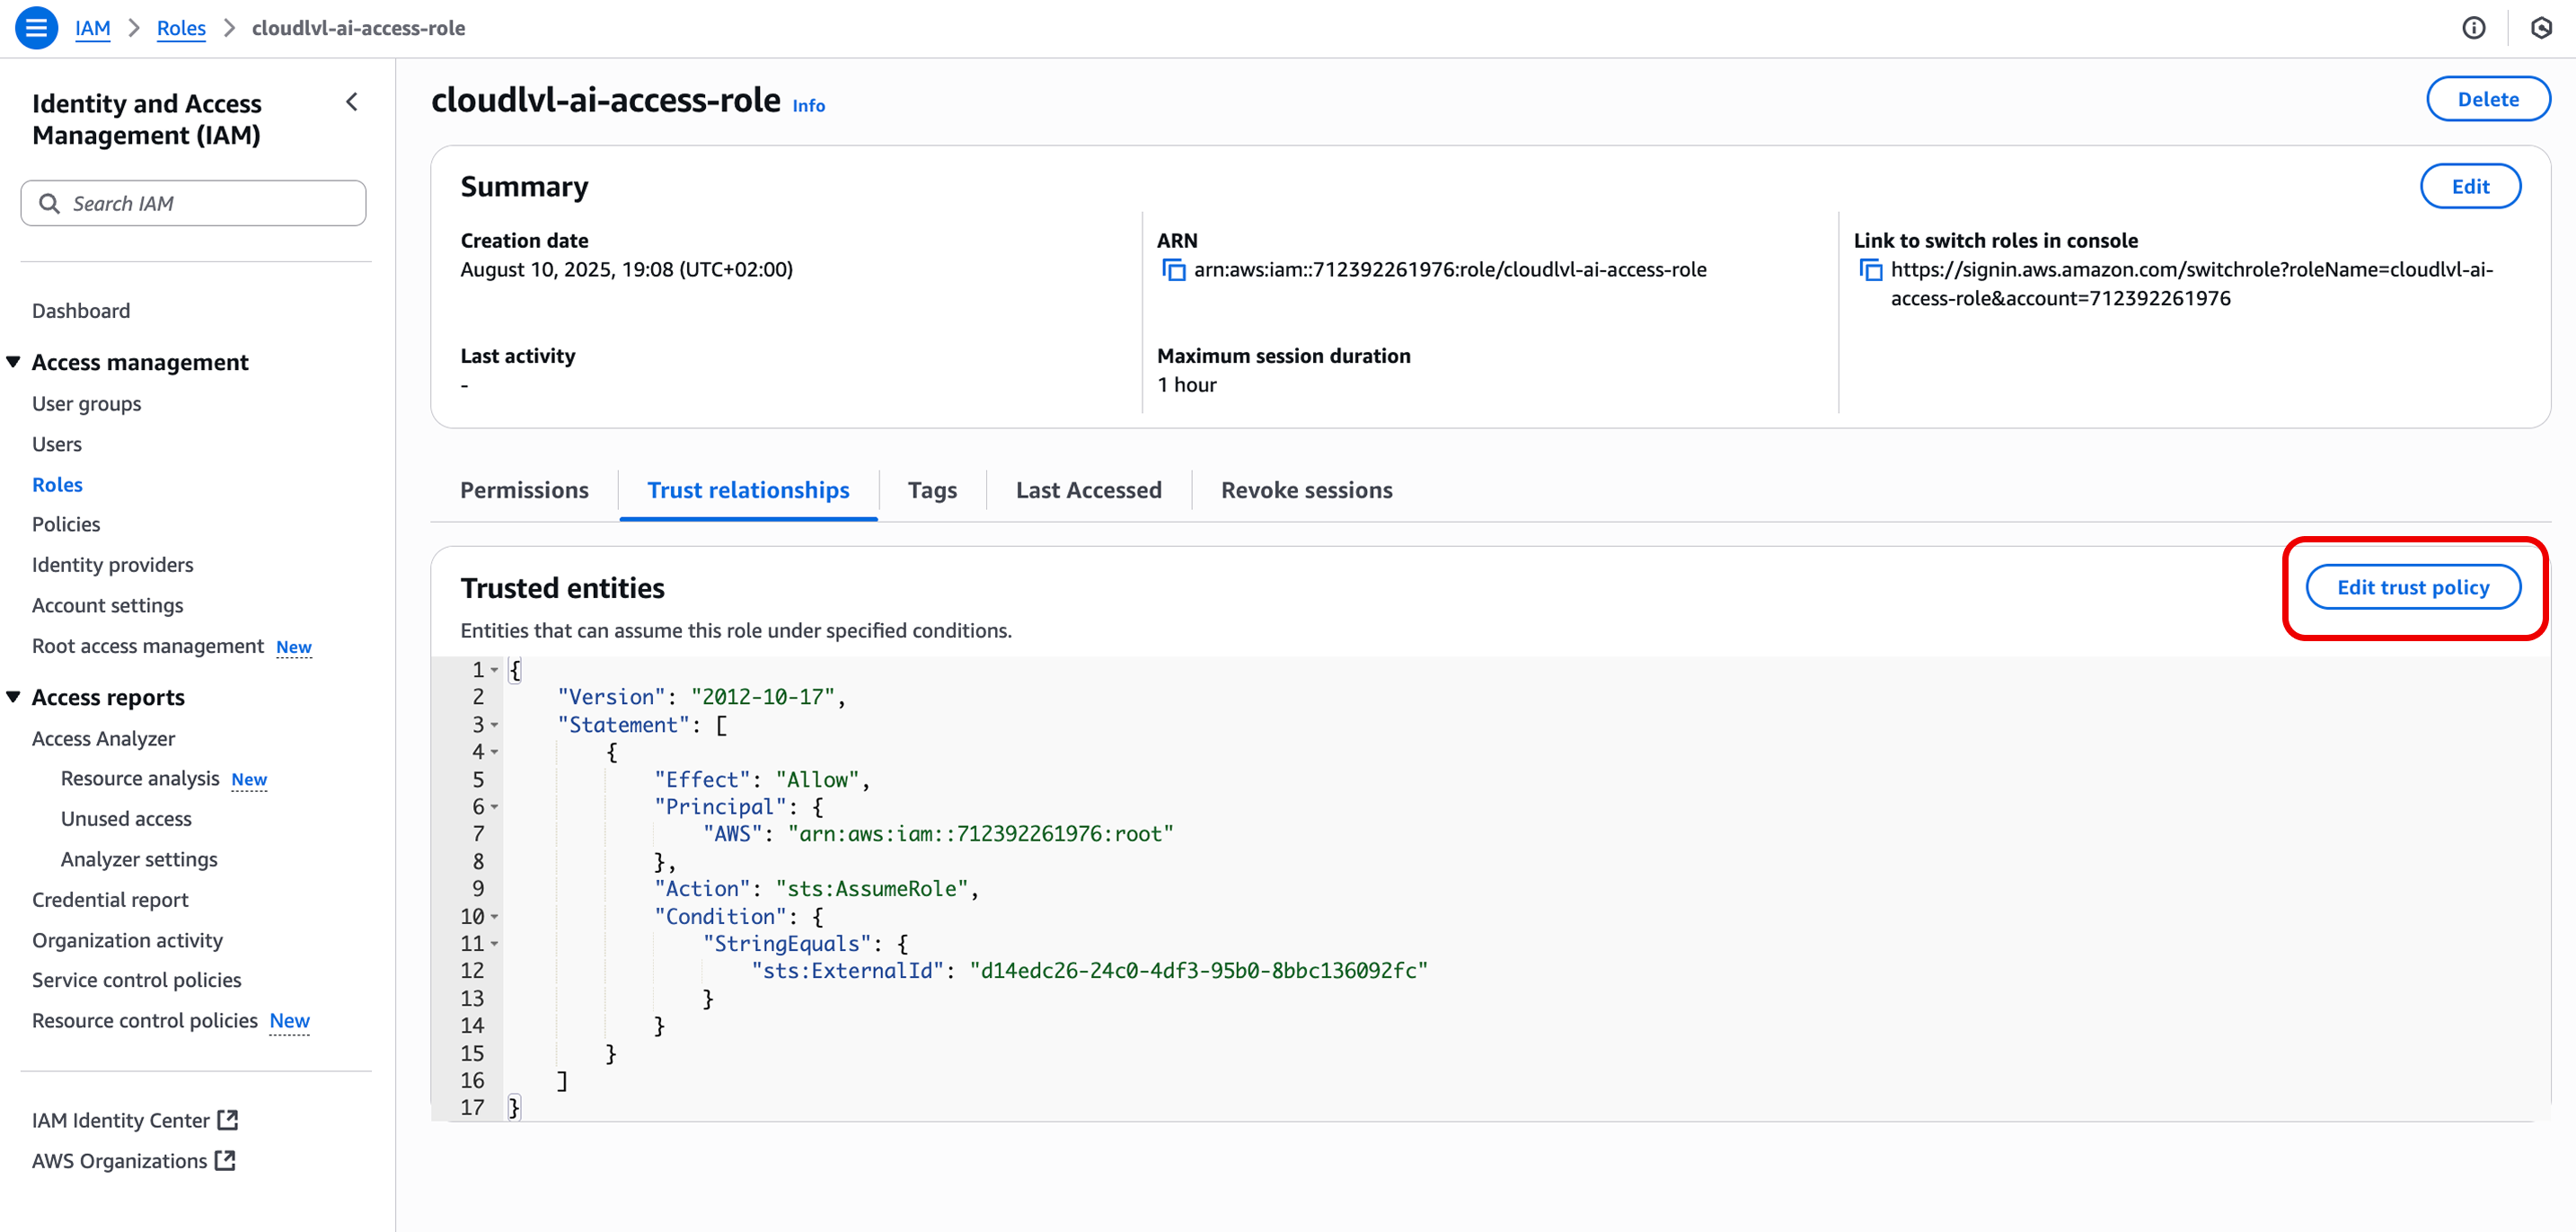 IAM > Roles > cloudlvl-ai-access-role
Identity and Access
Management (IAM)
Search IAM
Dashboard
Access management
User groups
Users
Roles
Policies
Identity providers
Account settings
Root access management New
Access reports
Access Analyzer
Resource analysis New
Unused access
Analyzer settings
Credential report
Organization activity
Service control policies
Resource control policies New
IAM Identity Center
AWS Organizations
cloudlvl-ai-access-role Info
Delete
Summary
Edit
Creation date
August 10, 2025, 19:08 (UTC+02:00)
Last activity
-
ARN
arn:aws:iam::712392261976:role/cloudlvl-ai-access-role
Maximum session duration
1 hour
Link to switch roles in console
https://signin.aws.amazon.com/switchrole?roleName=cloudlvl-ai-
access-role&account=712392261976
Permissions
Trust relationships
Tags
Last Accessed
Revoke sessions
Trusted entities
Edit trust policy
Entities that can assume this role under specified conditions.
1 {
2 "Version": "2012-10-17",
3 "Statement": [
4 {
5 "Effect": "Allow",
6 "Principal": {
7 "AWS": "arn:aws:iam::712392261976:root"
8 },
9 "Action": "sts:AssumeRole",
10 "Condition": {
11 "StringEquals": {
12 "sts:ExternalId": "d14edc26-24c0-4df3-95b0-8bbc136092fc"
13 }
14 }
15 }
16 ]
17 }